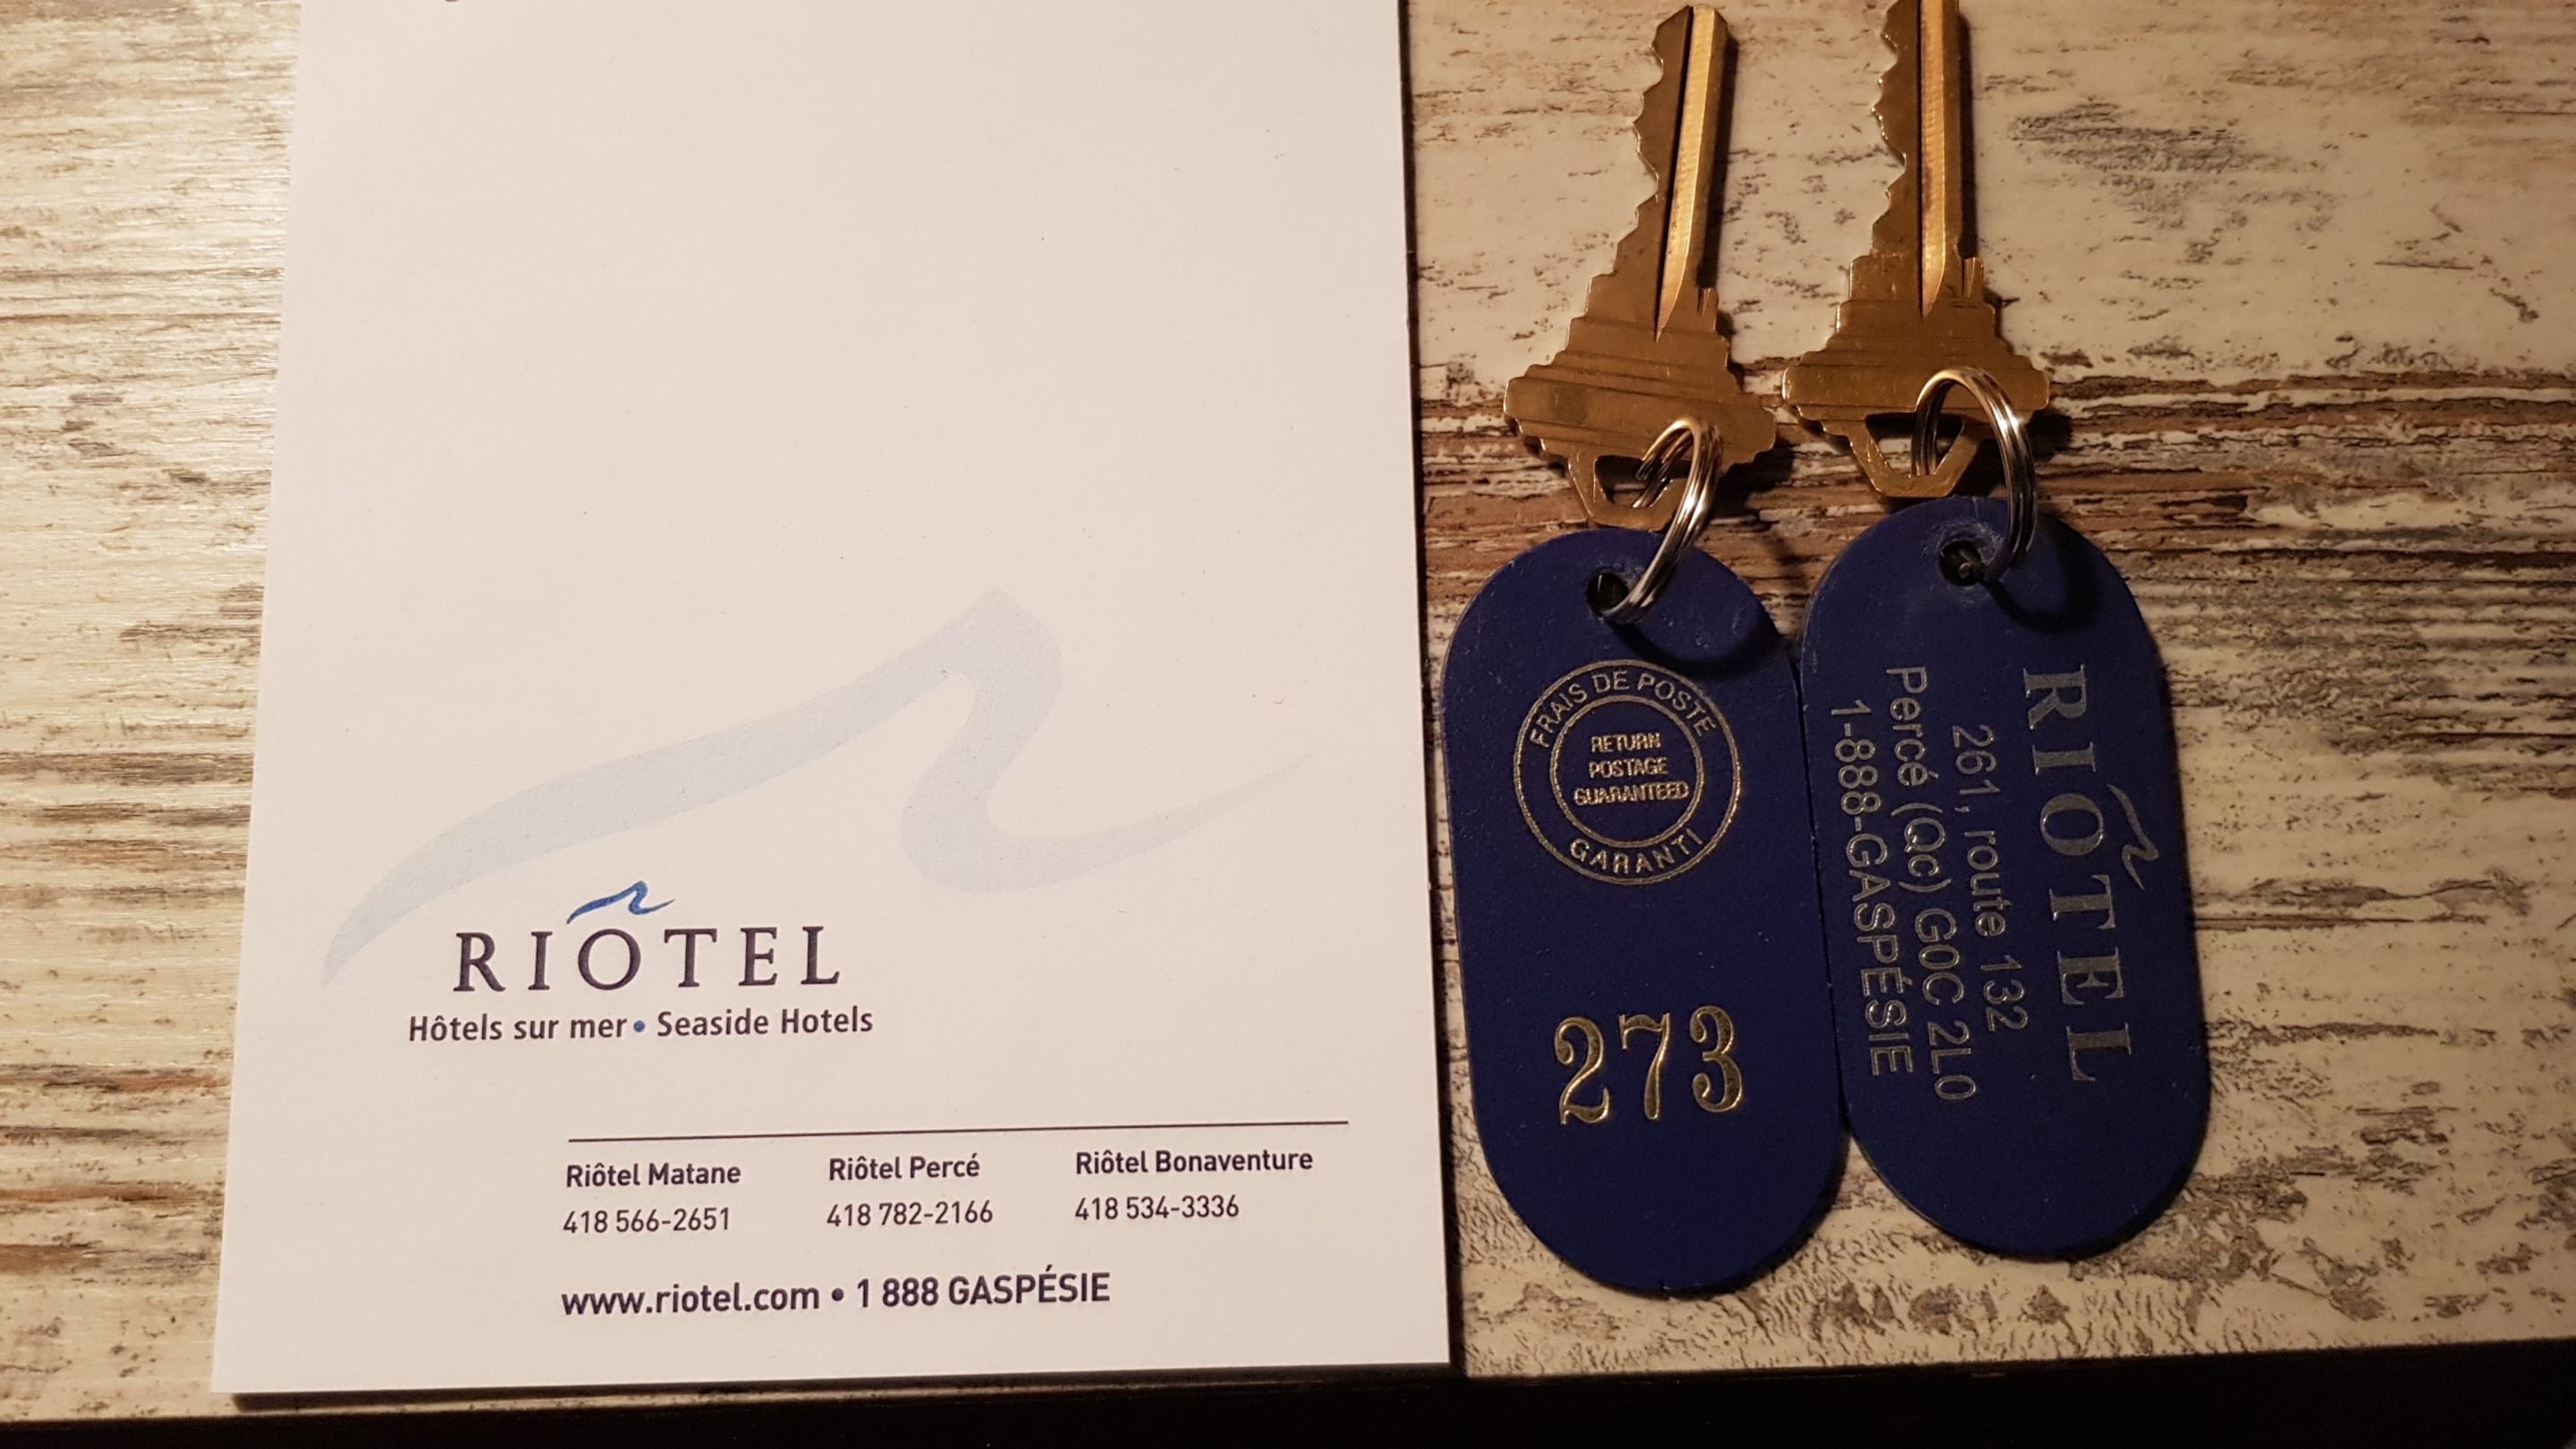 RIÔTEL
Hôtels sur mer • Seaside Hotels
Riôtel Matane
418 566-2651
Riôtel Percé
418 782-2166
Riôtel Bonaventure
418 534-3336
www.riotel.com • 1 888 GASPÉSIE
FRAIS DE POSTE
RETURN
POSTAGE
GUARANTEED
GARANTI
273
RIÔTEL
261, route 132
Percé (Qc) G0C 2L0
1-888-GASPÉSIE